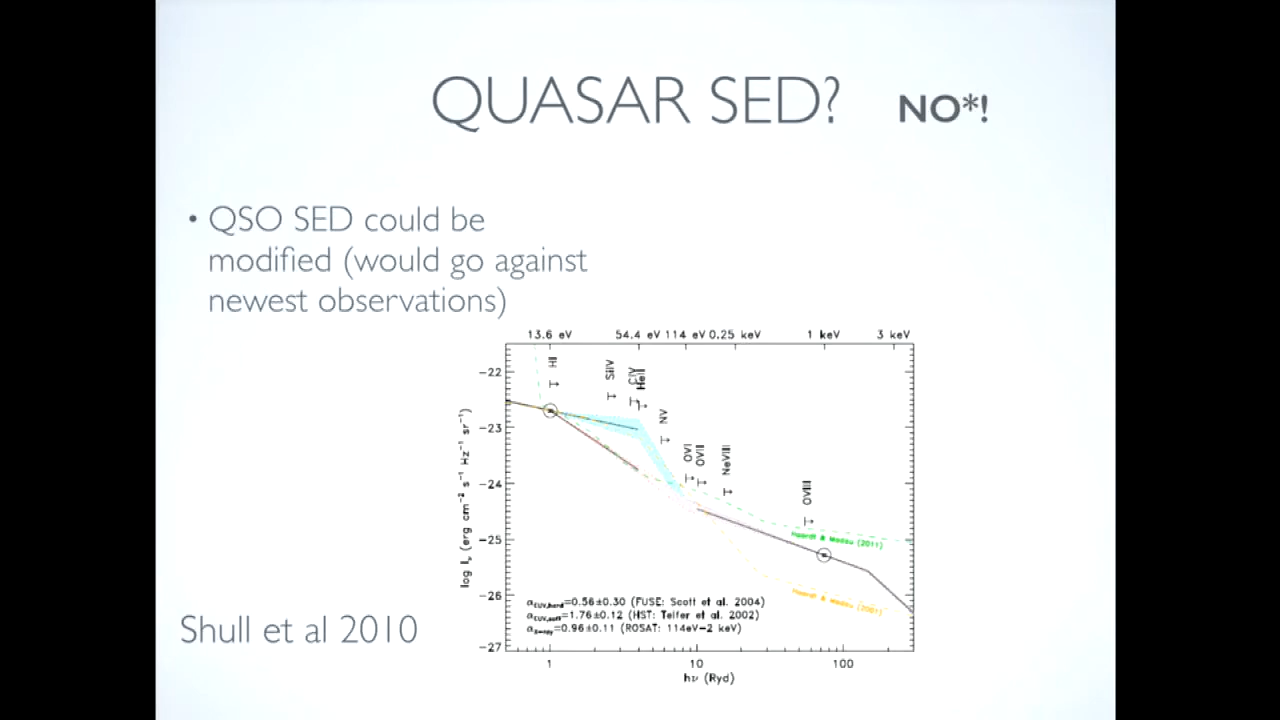 QUASAR SED? NO*!
• QSO SED could be
modified (would go against
newest observations)
13.6 eV 54.4 eV 114 eV 0.25 keV 1 keV 3 keV
HI
SiIV
CIV
HeII
NV
OVI
OVII
NeVIII
OVIII
−22
−23
−24
−25
−26
−27
log Iν (erg cm⁻² s⁻¹ Hz⁻¹ sr⁻¹)
Haardt & Madau (2011)
Haardt & Madau (2001)
αEUV,hard=0.56±0.30 (FUSE: Scott et al. 2004)
αEUV,soft=1.76±0.12 (HST: Telfer et al. 2002)
αX−ray=0.96±0.11 (ROSAT: 114eV−2 keV)
1 10 100
hν (Ryd)
Shull et al 2010